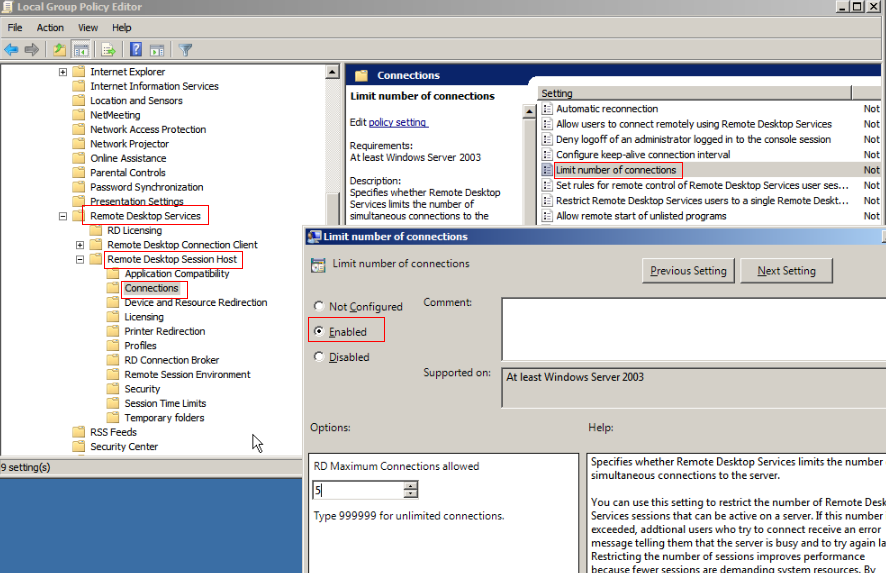 Local Group Policy Editor
File Action View Help
Internet Explorer
Internet Information Services
Location and Sensors
NetMeeting
Network Access Protection
Network Projector
Online Assistance
Parental Controls
Password Synchronization
Presentation Settings
Remote Desktop Services
RD Licensing
Remote Desktop Connection Client
Remote Desktop Session Host
Application Compatibility
Connections
Device and Resource Redirection
Licensing
Printer Redirection
Profiles
RD Connection Broker
Remote Session Environment
Security
Session Time Limits
Temporary folders
RSS Feeds
Security Center
9 setting(s)
Connections
Limit number of connections
Edit policy setting
Requirements:
At least Windows Server 2003
Description:
Specifies whether Remote Desktop
Services limits the number of
simultaneous connections to the
Setting
Automatic reconnection Not
Allow users to connect remotely using Remote Desktop Services Not
Deny logoff of an administrator logged in to the console session Not
Configure keep-alive connection interval Not
Limit number of connections Not
Set rules for remote control of Remote Desktop Services user ses... Not
Restrict Remote Desktop Services users to a single Remote Deskt... Not
Allow remote start of unlisted programs Not
Limit number of connections
Limit number of connections
Previous Setting Next Setting
Not Configured
Enabled
Disabled
Comment:
Supported on: At least Windows Server 2003
Options:
RD Maximum Connections allowed
5
Type 999999 for unlimited connections.
Help:
Specifies whether Remote Desktop Services limits the number
simultaneous connections to the server.
You can use this setting to restrict the number of Remote Desk
Services sessions that can be active on a server. If this number
exceeded, addtional users who try to connect receive an error
message telling them that the server is busy and to try again la
Restricting the number of sessions improves performance
because fewer sessions are demanding system resources. By